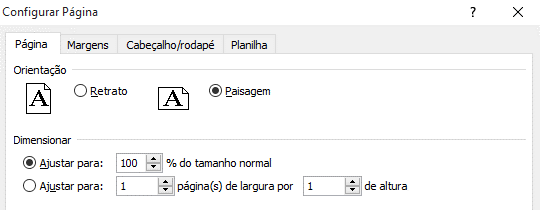 Configurar Página ?
Página Margens Cabeçalho/rodapé Planilha
Orientação
A Retrato A Paisagem
Dimensionar
Ajustar para: 100 % do tamanho normal
Ajustar para: 1 página(s) de largura por 1 de altura